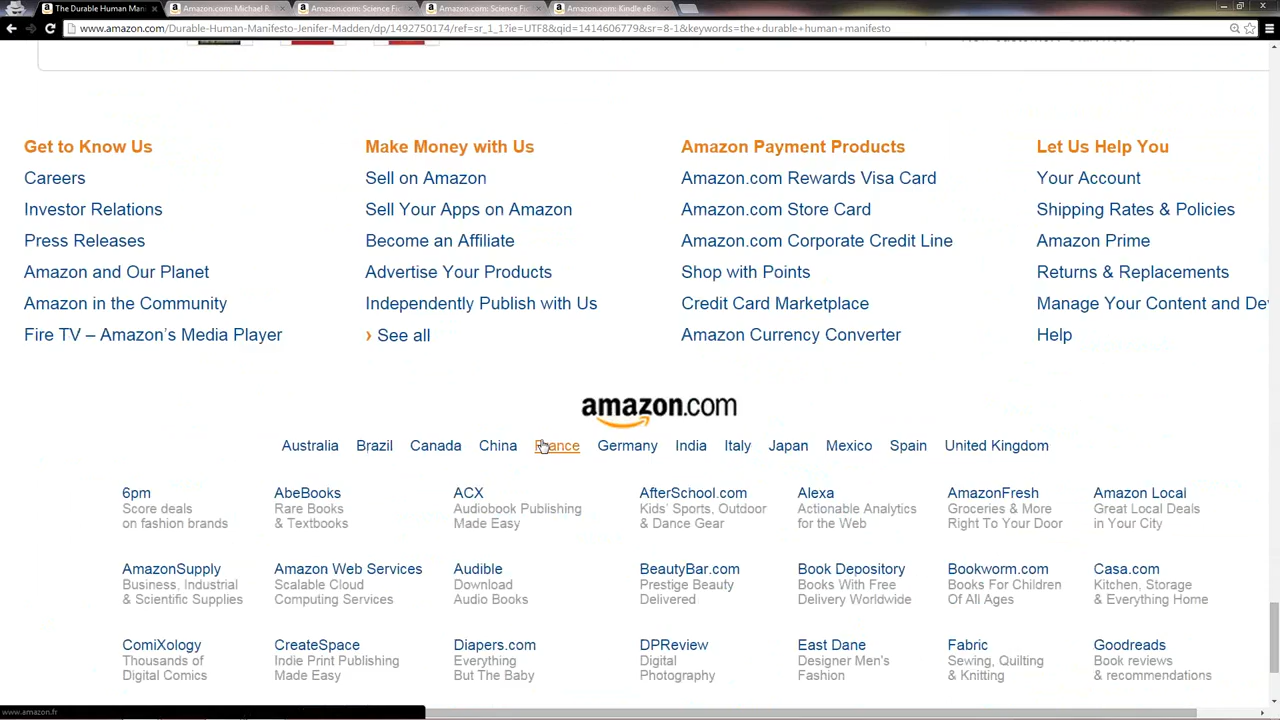 The Durable Human Man
Amazon.com: Michael R.
Amazon.com: Science Fic
Amazon.com: Science Fic
Amazon.com: Kindle eBo
www.amazon.com/Durable-Human-Manifesto-Jenifer-Madden/dp/1492750174/ref=sr_1_1?ie=UTF8&qid=1414606779&sr=8-1&keywords=the+durable+human+manifesto
Get to Know Us
Careers
Investor Relations
Press Releases
Amazon and Our Planet
Amazon in the Community
Fire TV – Amazon's Media Player
Make Money with Us
Sell on Amazon
Sell Your Apps on Amazon
Become an Affiliate
Advertise Your Products
Independently Publish with Us
› See all
Amazon Payment Products
Amazon.com Rewards Visa Card
Amazon.com Store Card
Amazon.com Corporate Credit Line
Shop with Points
Credit Card Marketplace
Amazon Currency Converter
Let Us Help You
Your Account
Shipping Rates & Policies
Amazon Prime
Returns & Replacements
Manage Your Content and Dev
Help
amazon.com
Australia Brazil Canada China France Germany India Italy Japan Mexico Spain United Kingdom
6pm
Score deals
on fashion brands
AbeBooks
Rare Books
& Textbooks
ACX
Audiobook Publishing
Made Easy
AfterSchool.com
Kids' Sports, Outdoor
& Dance Gear
Alexa
Actionable Analytics
for the Web
AmazonFresh
Groceries & More
Right To Your Door
Amazon Local
Great Local Deals
in Your City
AmazonSupply
Business, Industrial
& Scientific Supplies
Amazon Web Services
Scalable Cloud
Computing Services
Audible
Download
Audio Books
BeautyBar.com
Prestige Beauty
Delivered
Book Depository
Books With Free
Delivery Worldwide
Bookworm.com
Books For Children
Of All Ages
Casa.com
Kitchen, Storage
& Everything Home
ComiXology
Thousands of
Digital Comics
CreateSpace
Indie Print Publishing
Made Easy
Diapers.com
Everything
But The Baby
DPReview
Digital
Photography
East Dane
Designer Men's
Fashion
Fabric
Sewing, Quilting
& Knitting
Goodreads
Book reviews
& recommendations
www.amazon.fr